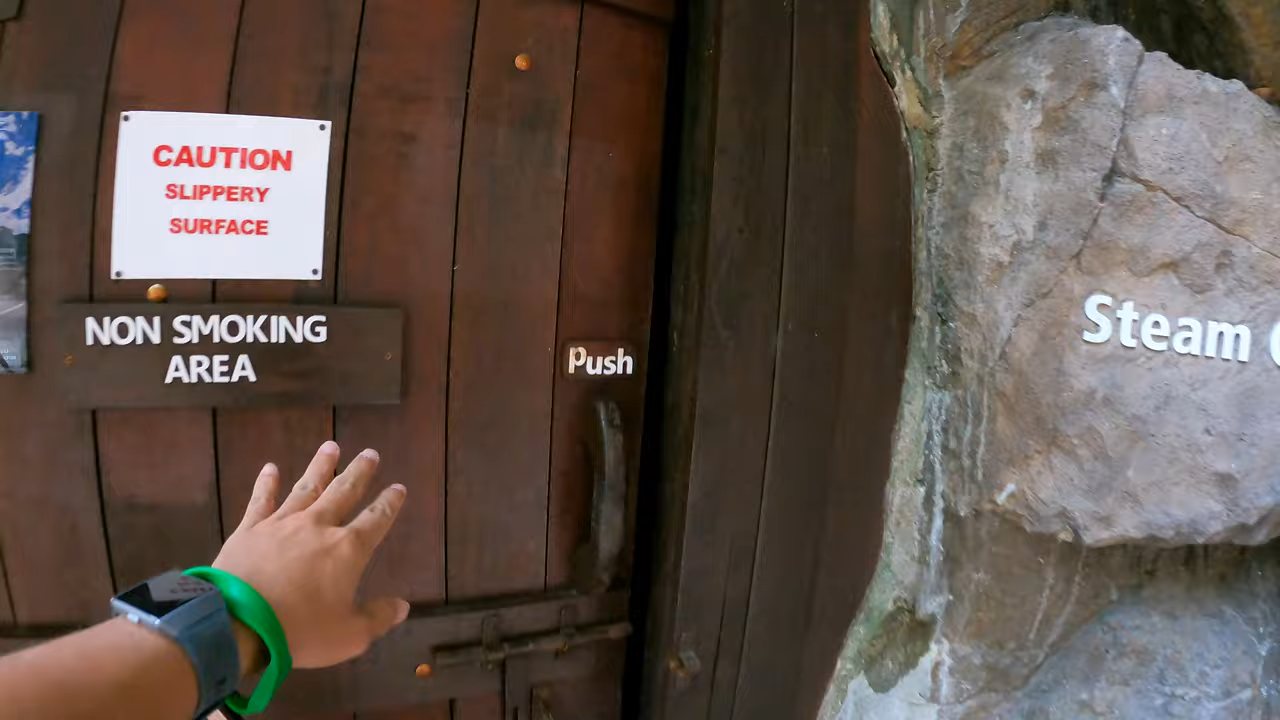 CAUTION
SLIPPERY
SURFACE
NON SMOKING
AREA
Push
Steam